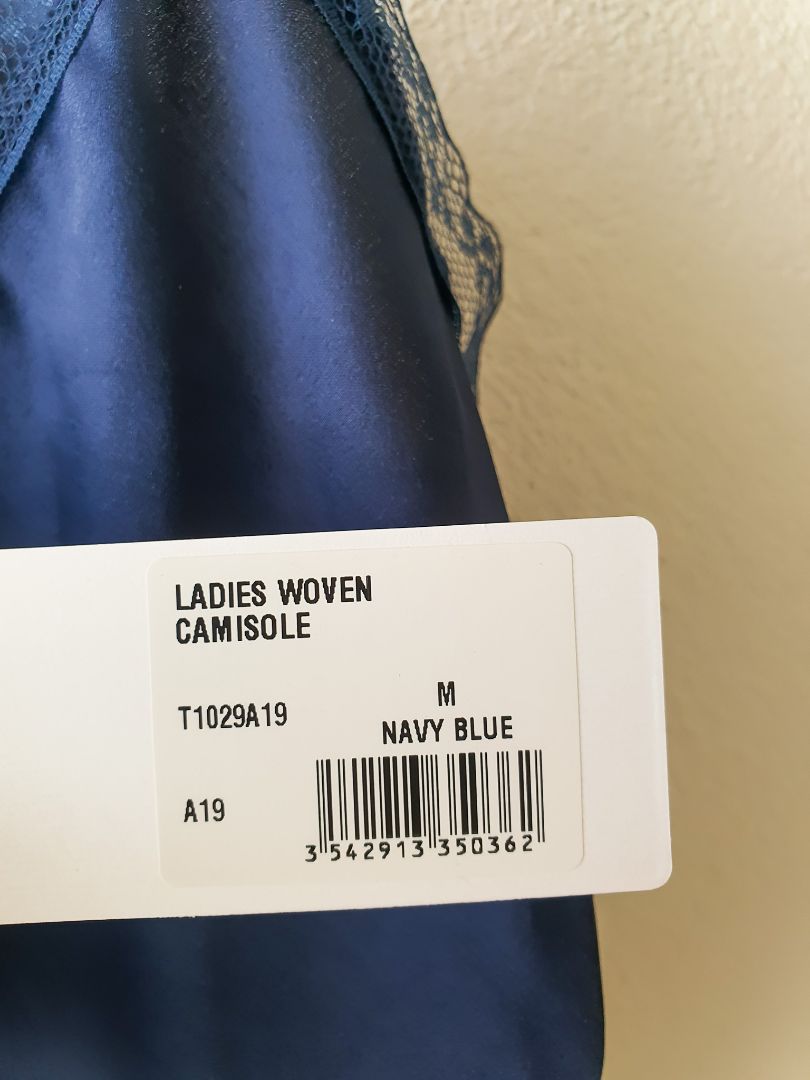 LADIES WOVEN
CAMISOLE
M
T1029A19
NAVY BLUE
A19
3 542913 350362